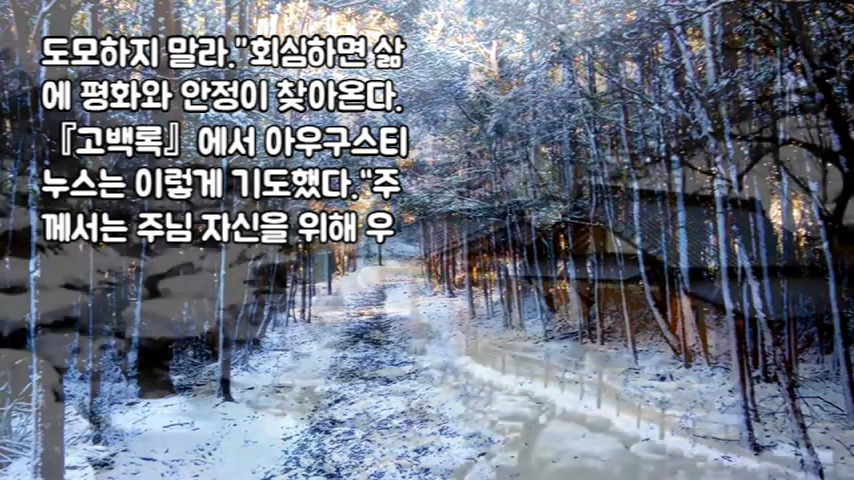 도모하지 말라."회심하면 삶
에 평화와 안정이 찾아온다.
『고백록』에서 아우구스티
누스는 이렇게 기도했다."주
께서는 주님 자신을 위해 우